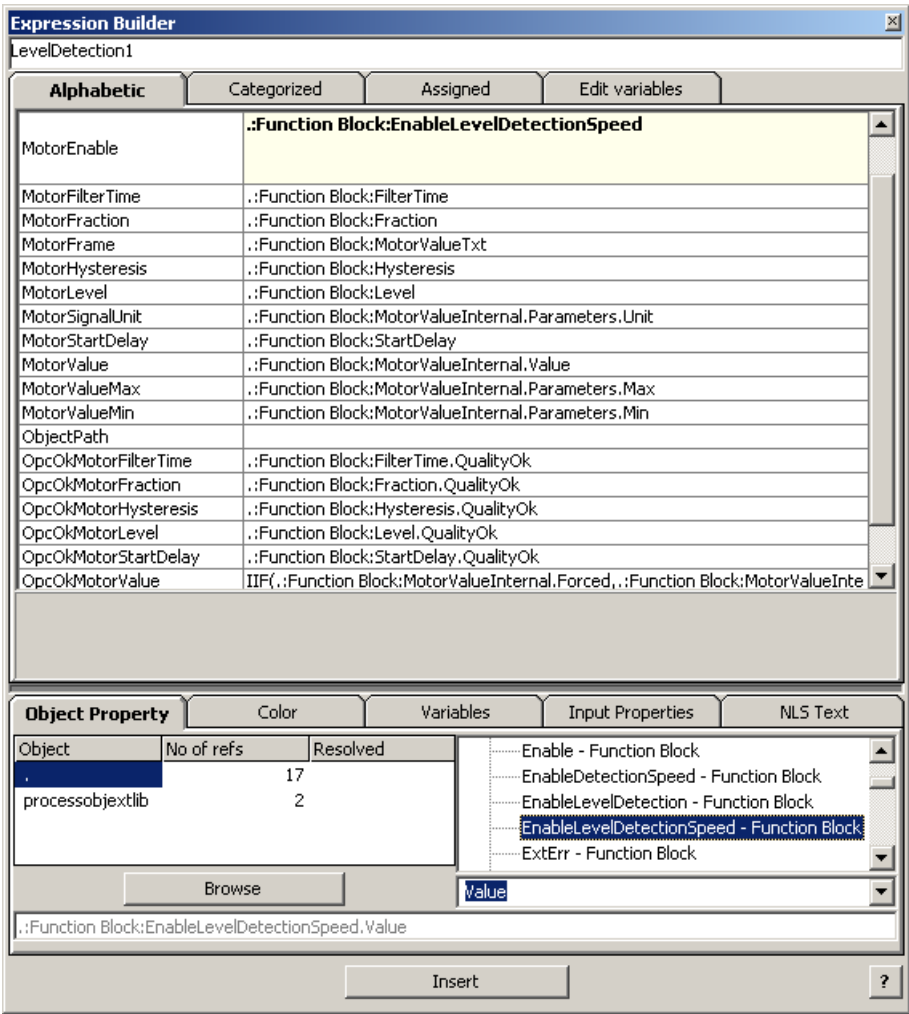 Expression Builder
LevelDetection1
Alphabetic Categorized Assigned Edit variables
MotorEnable .:Function Block:EnableLevelDetectionSpeed
MotorFilterTime .:Function Block:FilterTime
MotorFraction .:Function Block:Fraction
MotorFrame .:Function Block:MotorValueTxt
MotorHysteresis .:Function Block:Hysteresis
MotorLevel .:Function Block:Level
MotorSignalUnit .:Function Block:MotorValueInternal.Parameters.Unit
MotorStartDelay .:Function Block:StartDelay
MotorValue .:Function Block:MotorValueInternal.Value
MotorValueMax .:Function Block:MotorValueInternal.Parameters.Max
MotorValueMin .:Function Block:MotorValueInternal.Parameters.Min
ObjectPath
OpcOkMotorFilterTime .:Function Block:FilterTime.QualityOk
OpcOkMotorFraction .:Function Block:Fraction.QualityOk
OpcOkMotorHysteresis .:Function Block:Hysteresis.QualityOk
OpcOkMotorLevel .:Function Block:Level.QualityOk
OpcOkMotorStartDelay .:Function Block:StartDelay.QualityOk
OpcOkMotorValue IIF(.:Function Block:MotorValueInternal.Forced,.:Function Block:MotorValueInte
Object Property Color Variables Input Properties NLS Text
Object No of refs Resolved
. 17
processobjextlib 2
Enable - Function Block
EnableDetectionSpeed - Function Block
EnableLevelDetection - Function Block
EnableLevelDetectionSpeed - Function Block
ExtErr - Function Block
Browse
Value
.:Function Block:EnableLevelDetectionSpeed.Value
Insert ?